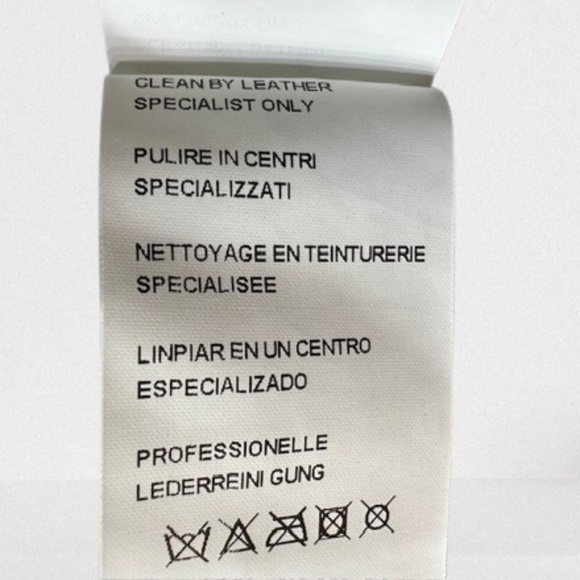 CLEAN BY LEATHER
SPECIALIST ONLY
PULIRE IN CENTRI
SPECIALIZZATI
NETTOYAGE EN TEINTURERIE
SPECIALISEE
LINPIAR EN UN CENTRO
ESPECIALIZADO
PROFESSIONELLE
LEDERREINI GUNG